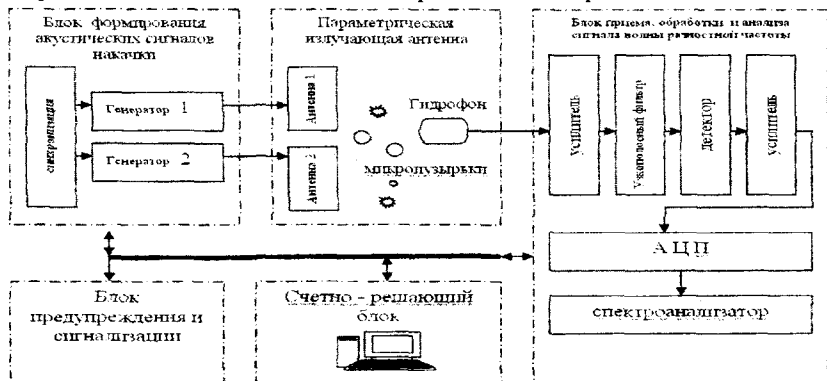 Блок формирования
акустических сигналов
накачки
синхронизация
Генератор 1
Генератор 2
Параметрическая
излучающая антенна
Антенна 1
Антенна 2
Гидрофон
микропузырьки
Блок приема, обработки и анализа
сигнала волны разностной частоты
усилитель
Узкополосный фильтр
детектор
усилитель
АЦП
спектроанализатор
Блок
предупреждения и
сигнализации
Счетно - решающий
блок